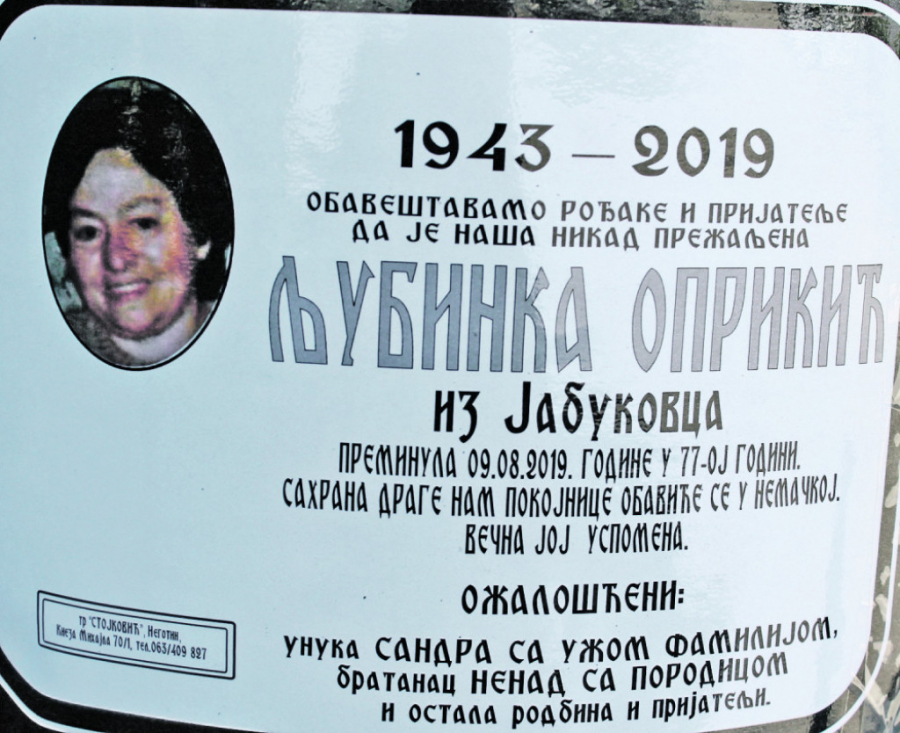 1943 – 2019
ОБАВЕШТАВАМО РОЂАКЕ И ПРИЈАТЕЉЕ
ДА ЈЕ НАША НИКАД ПРЕЖАЉЕНА
ЉУБИНКА ОПРИКИЋ
из Јабуковца
ПРЕМИНУЛА 09.08.2019. ГОДИНЕ У 77-ОЈ ГОДИНИ.
САХРАНА ДРАГЕ НАМ ПОКОЈНИЦЕ ОБАВИЋЕ СЕ У НЕМАЧКОЈ.
ВЕЧНА ЈОЈ УСПОМЕНА.
ОЖАЛОШЋЕНИ:
унука САНДРА СА УЖОМ ФАМИЛИЈОМ,
братанац НЕНАД СА ПОРОДИЦОМ
и остала родбина и пријатељи.
тр "СТОЈКОВИЋ", Неготин,
Кнеза Михајла 70/1, тел.063/409 827